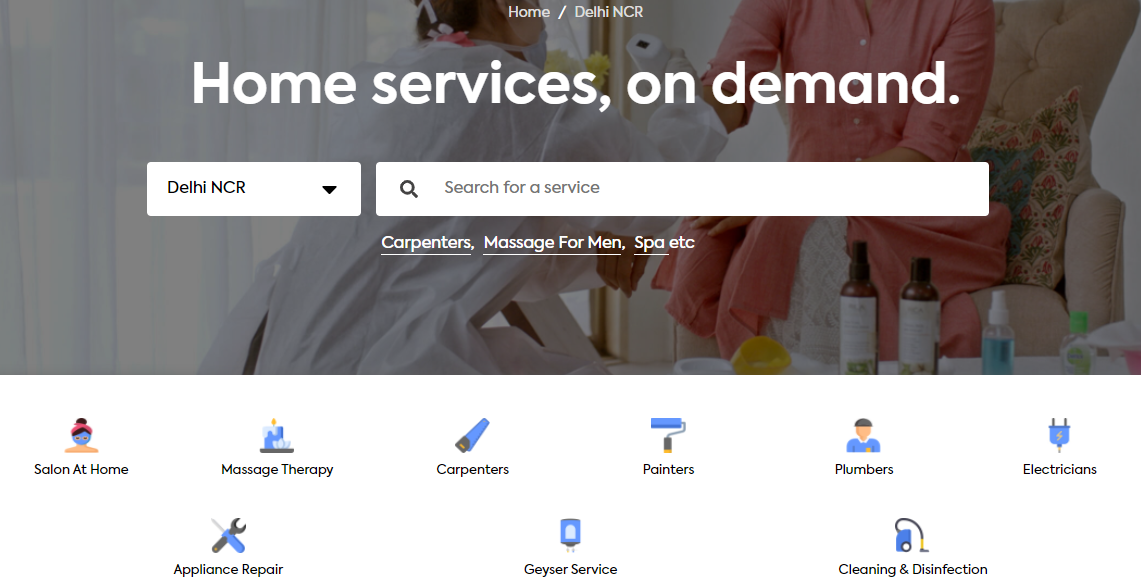 Home / Delhi NCR
Home services, on demand.
Delhi NCR
Search for a service
Carpenters, Massage For Men, Spa etc
Salon At Home
Massage Therapy
Carpenters
Painters
Plumbers
Electricians
Appliance Repair
Geyser Service
Cleaning & Disinfection